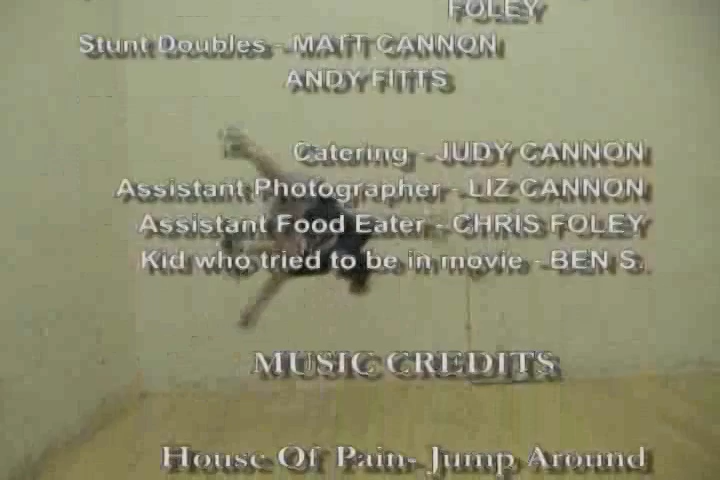 FOLEY
Stunt Doubles - MATT CANNON
ANDY FITTS
Catering - JUDY CANNON
Assistant Photographer - LIZ CANNON
Assistant Food Eater - CHRIS FOLEY
Kid who tried to be in movie - BEN S.
MUSIC CREDITS
House Of Pain- Jump Around